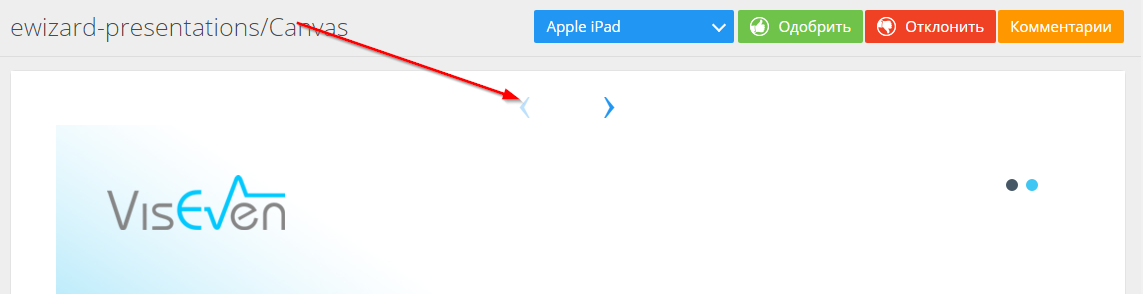 ewizard-presentations/Canvas
Apple iPad
Одобрить
Отклонить
Комментарии
VisEven